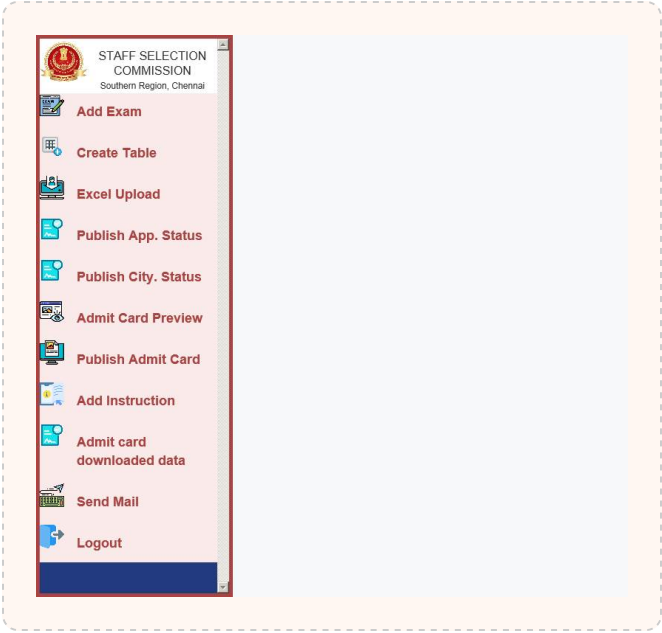 STAFF SELECTION
COMMISSION
Southern Region, Chennai
Add Exam
Create Table
Excel Upload
Publish App. Status
Publish City. Status
Admit Card Preview
Publish Admit Card
Add Instruction
Admit card
downloaded data
Send Mail
Logout